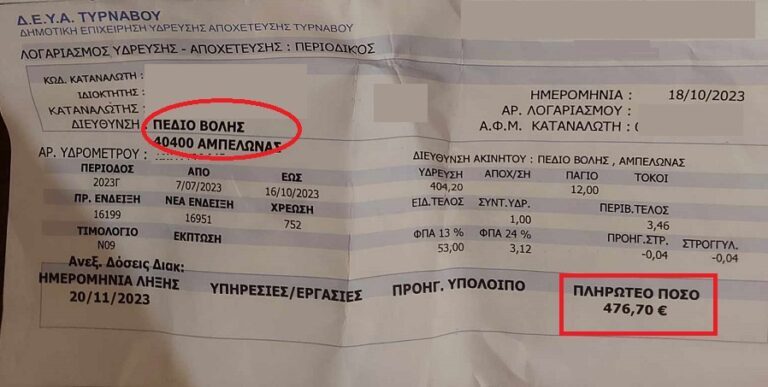 Δ.Ε.Υ.Α. ΤΥΡΝΑΒΟΥ
ΔΗΜΟΤΙΚΗ ΕΠΙΧΕΙΡΗΣΗ ΥΔΡΕΥΣΗΣ ΑΠΟΧΕΤΕΥΣΗΣ ΤΥΡΝΑΒΟΥ
ΛΟΓΑΡΙΑΣΜΟΣ ΥΔΡΕΥΣΗΣ - ΑΠΟΧΕΤΕΥΣΗΣ : ΠΕΡΙΟΔΙΚΟΣ
ΚΩΔ. ΚΑΤΑΝΑΛΩΤΗ :
ΙΔΙΟΚΤΗΤΗΣ :
ΚΑΤΑΝΑΛΩΤΗΣ :
ΔΙΕΥΘΥΝΣΗ : ΠΕΔΙΟ ΒΟΛΗΣ
40400 ΑΜΠΕΛΩΝΑΣ
ΑΡ. ΥΔΡΟΜΕΤΡΟΥ :
ΗΜΕΡΟΜΗΝΙΑ : 18/10/2023
ΑΡ. ΛΟΓΑΡΙΑΣΜΟΥ :
Α.Φ.Μ. ΚΑΤΑΝΑΛΩΤΗ :
ΔΙΕΥΘΥΝΣΗ ΑΚΙΝΗΤΟΥ : ΠΕΔΙΟ ΒΟΛΗΣ , ΑΜΠΕΛΩΝΑΣ
ΠΕΡΙΟΔΟΣ ΑΠΟ ΕΩΣ
2023Γ 7/07/2023 16/10/2023
ΠΡ. ΕΝΔΕΙΞΗ ΝΕΑ ΕΝΔΕΙΞΗ ΧΡΕΩΣΗ
16199 16951 752
ΤΙΜΟΛΟΓΙΟ ΕΚΠΤΩΣΗ
Ν09
ΥΔΡΕΥΣΗ ΑΠΟΧ/ΣΗ ΠΑΓΙΟ ΤΟΚΟΙ
404,20 12,00
ΕΙΔ.ΤΕΛΟΣ ΣΥΝΤ.ΥΔΡ. ΠΕΡΙΒ.ΤΕΛΟΣ
1,00 3,46
ΦΠΑ 13 % ΦΠΑ 24 % ΠΡΟΗΓ.ΣΤΡ. ΣΤΡΟΓΓΥΛ.
53,00 3,12 -0,04 -0,04
Ανεξ. Δόσεις Διακ:
ΗΜΕΡΟΜΗΝΙΑ ΛΗΞΗΣ ΥΠΗΡΕΣΙΕΣ/ΕΡΓΑΣΙΕΣ ΠΡΟΗΓ. ΥΠΟΛΟΙΠΟ ΠΛΗΡΩΤΕΟ ΠΟΣΟ
20/11/2023 476,70 €